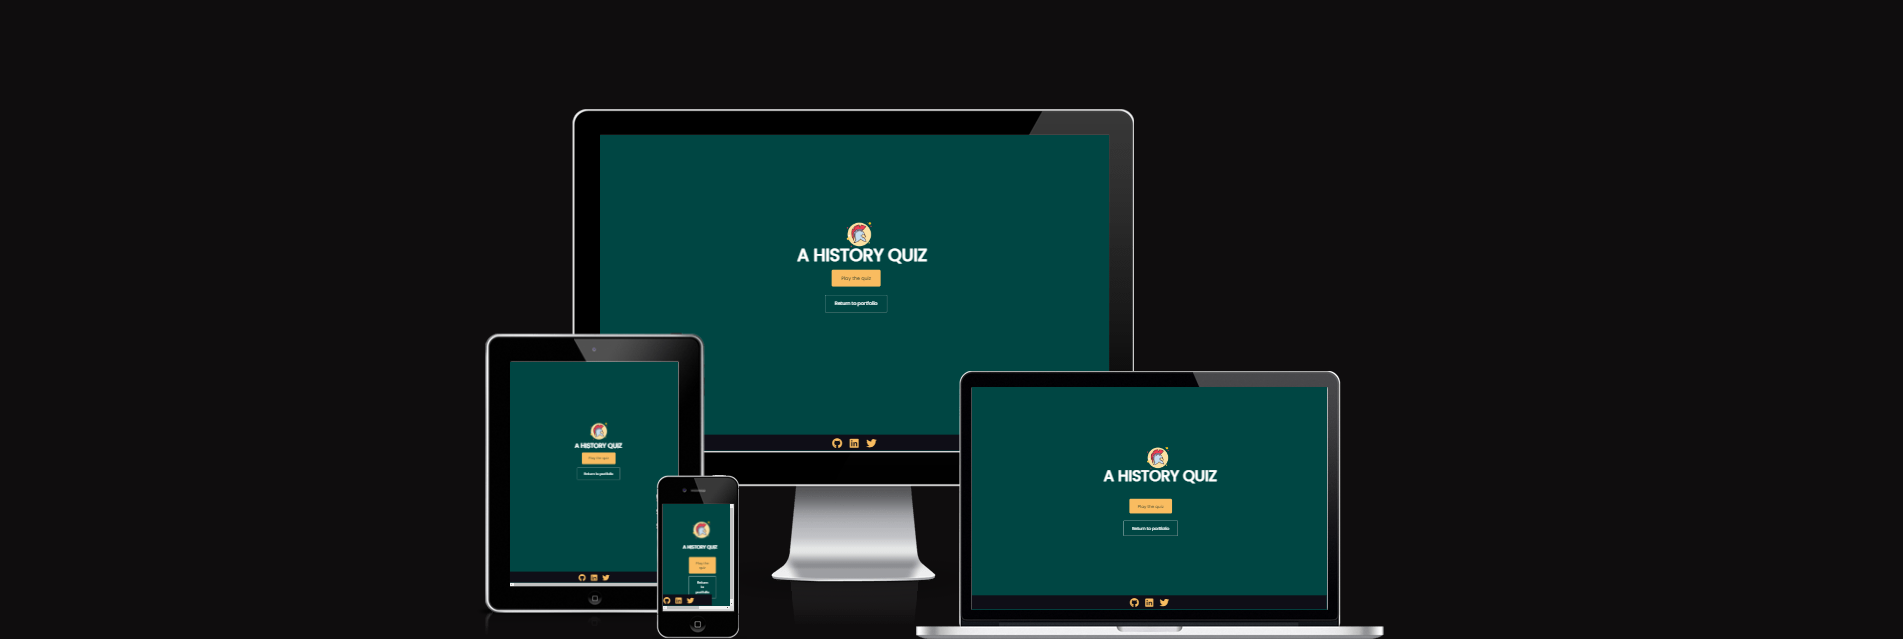 A HISTORY QUIZ
Play the quiz
Return to portfolio
A HISTORY QUIZ
Play the quiz
Return to portfolio
A HISTORY QUIZ
Play the
quiz
Return
to
portfolio
A HISTORY QUIZ
Play the quiz
Return to portfolio